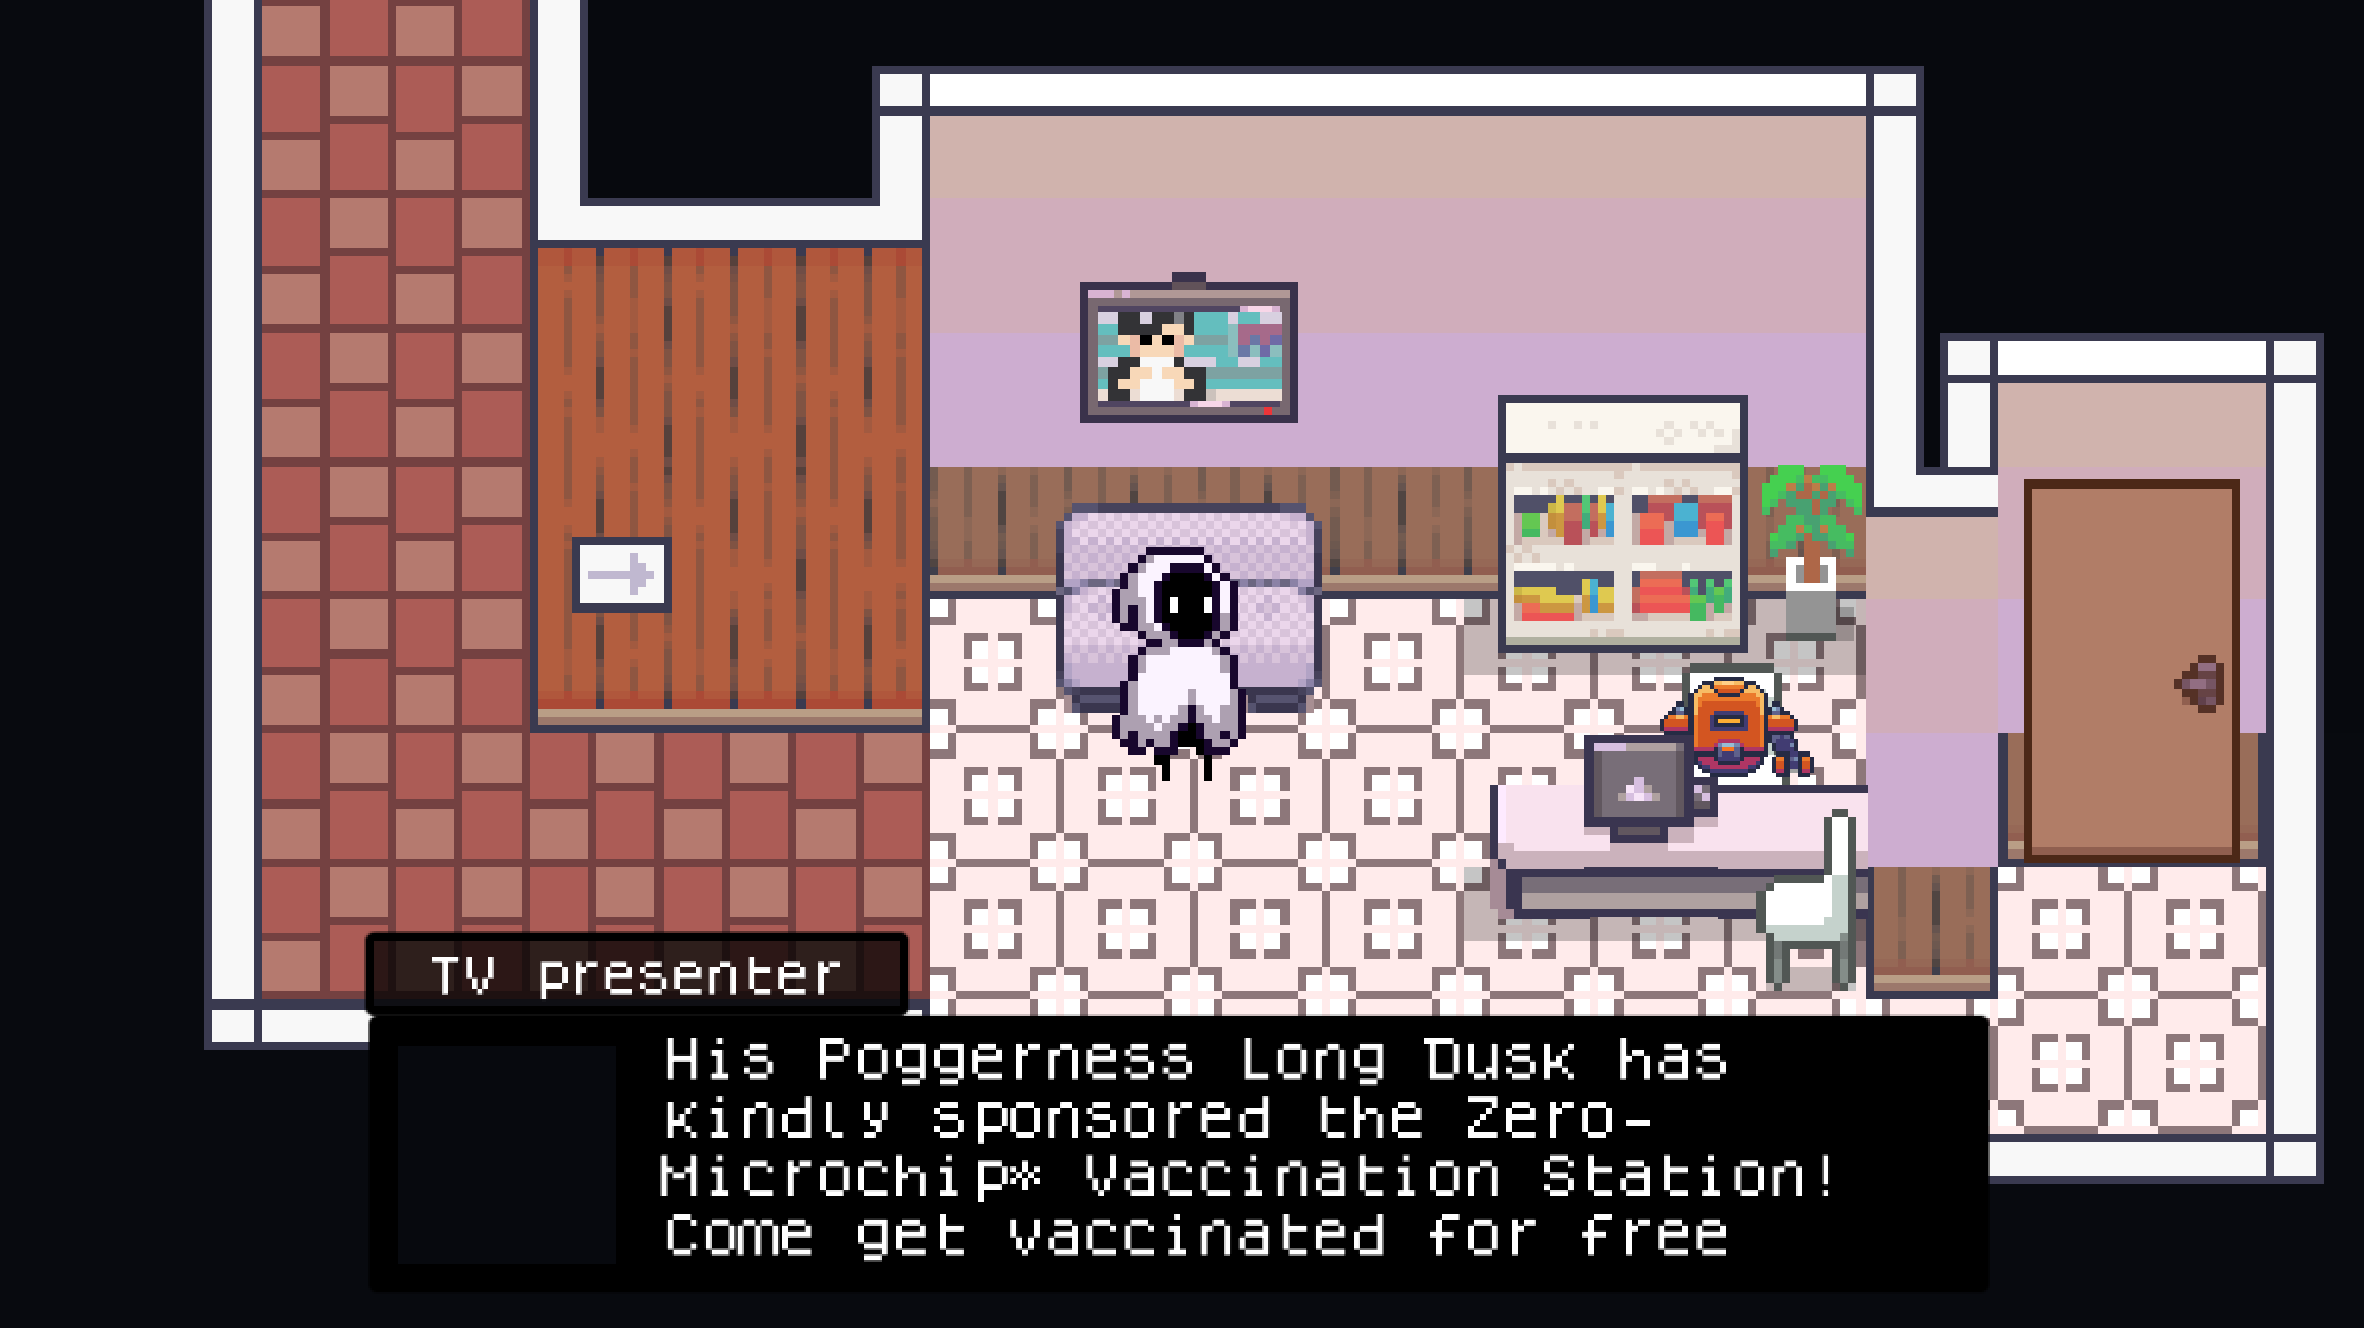 TV presenter
His Poggerness Long Dusk has
kindly sponsored the Zero-
Microchip* Vaccination Station!
Come get vaccinated for free